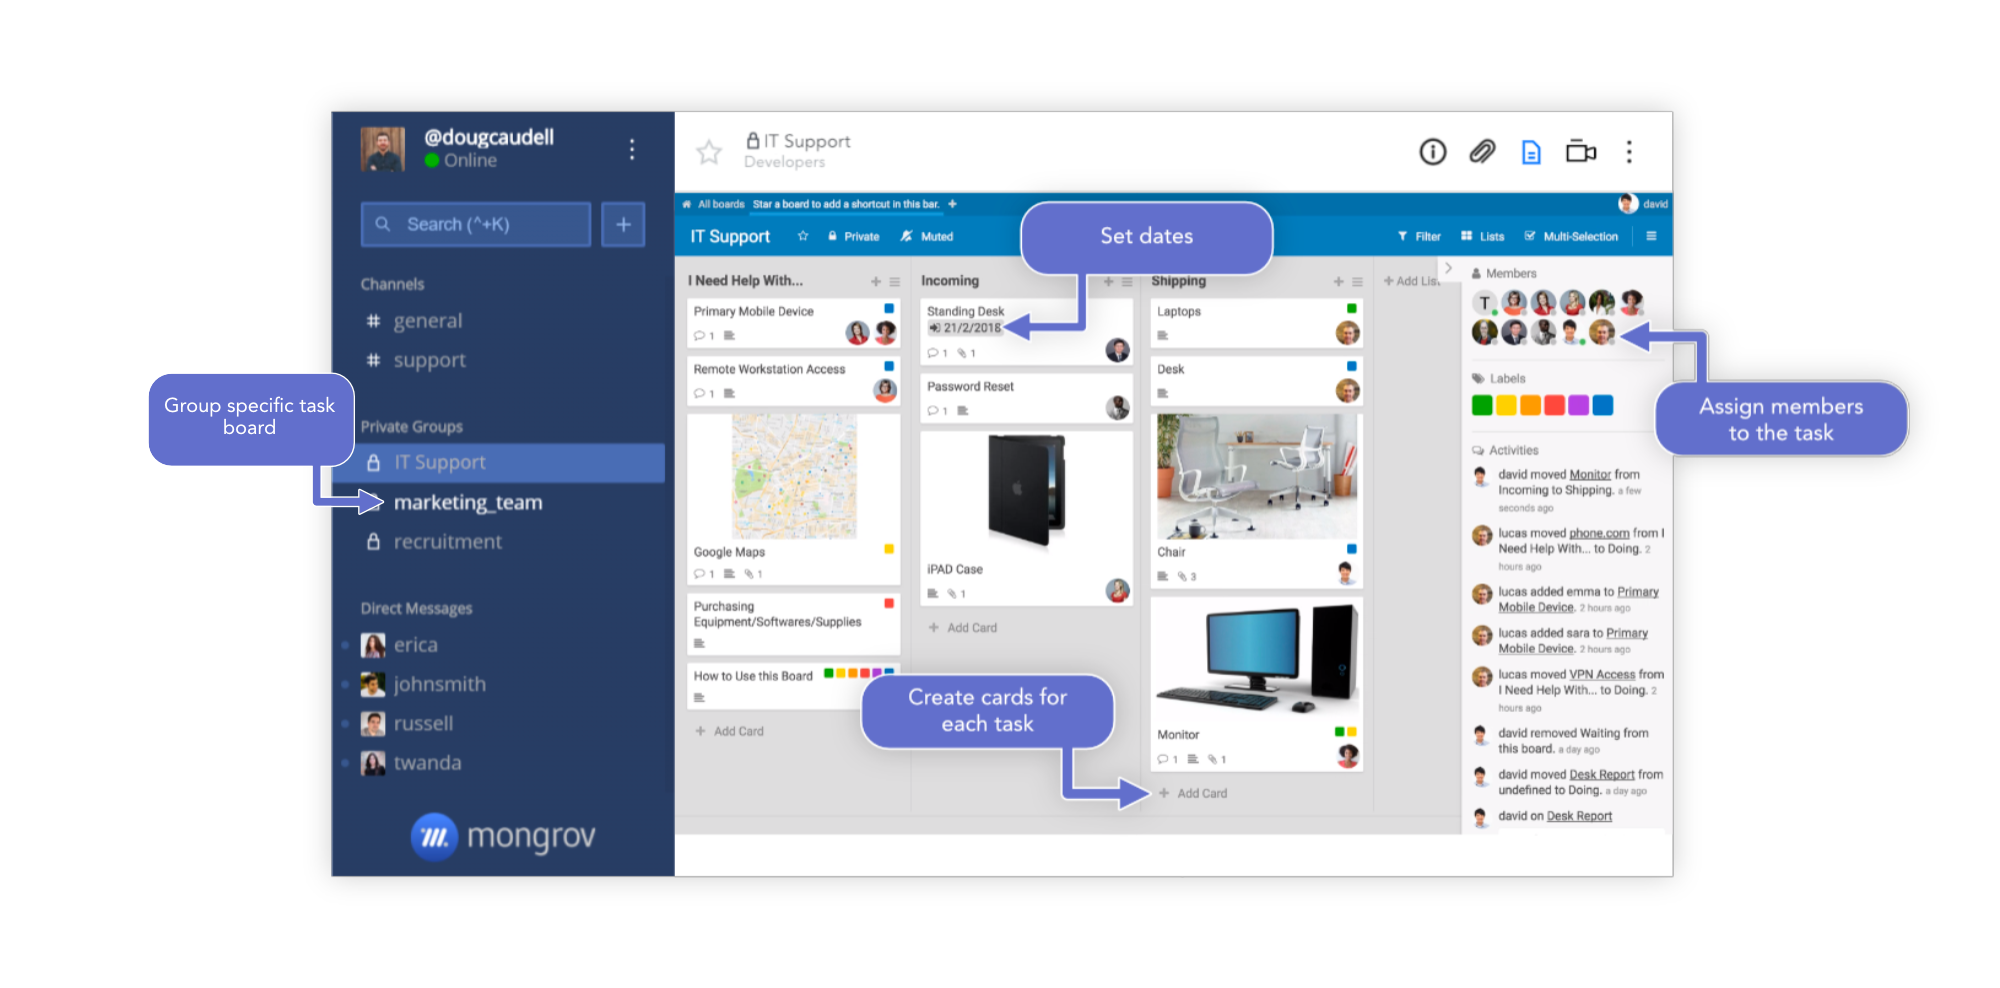 @dougcaudell
Online
Search (^+K)
Channels
# general
# support
Private Groups
IT Support
marketing_team
recruitment
Direct Messages
erica
johnsmith
russell
twanda
mongrov
Group specific task
board
IT Support
Developers
All boards Star a board to add a shortcut in this bar. +
david
IT Support Private Muted
Filter Lists Multi-Selection
Set dates
I Need Help With...
Primary Mobile Device
1
Remote Workstation Access
1
Google Maps
1 1
Purchasing
Equipment/Softwares/Supplies
How to Use this Board
+ Add Card
Incoming
Standing Desk
21/2/2018
1 1
Password Reset
1
iPAD Case
1
+ Add Card
Create cards for
each task
Shipping
Laptops
Desk
Chair
3
Monitor
1 1
+ Add Card
+ Add List
Members
T
Labels
Assign members
to the task
Activities
david moved Monitor from
Incoming to Shipping. a few
seconds ago
lucas moved phone.com from I
Need Help With... to Doing. 2
hours ago
lucas added emma to Primary
Mobile Device. 2 hours ago
lucas added sara to Primary
Mobile Device. 2 hours ago
lucas moved VPN Access from
I Need Help With... to Doing. 2
hours ago
david removed Waiting from
this board. a day ago
david moved Desk Report from
undefined to Doing. a day ago
david on Desk Report